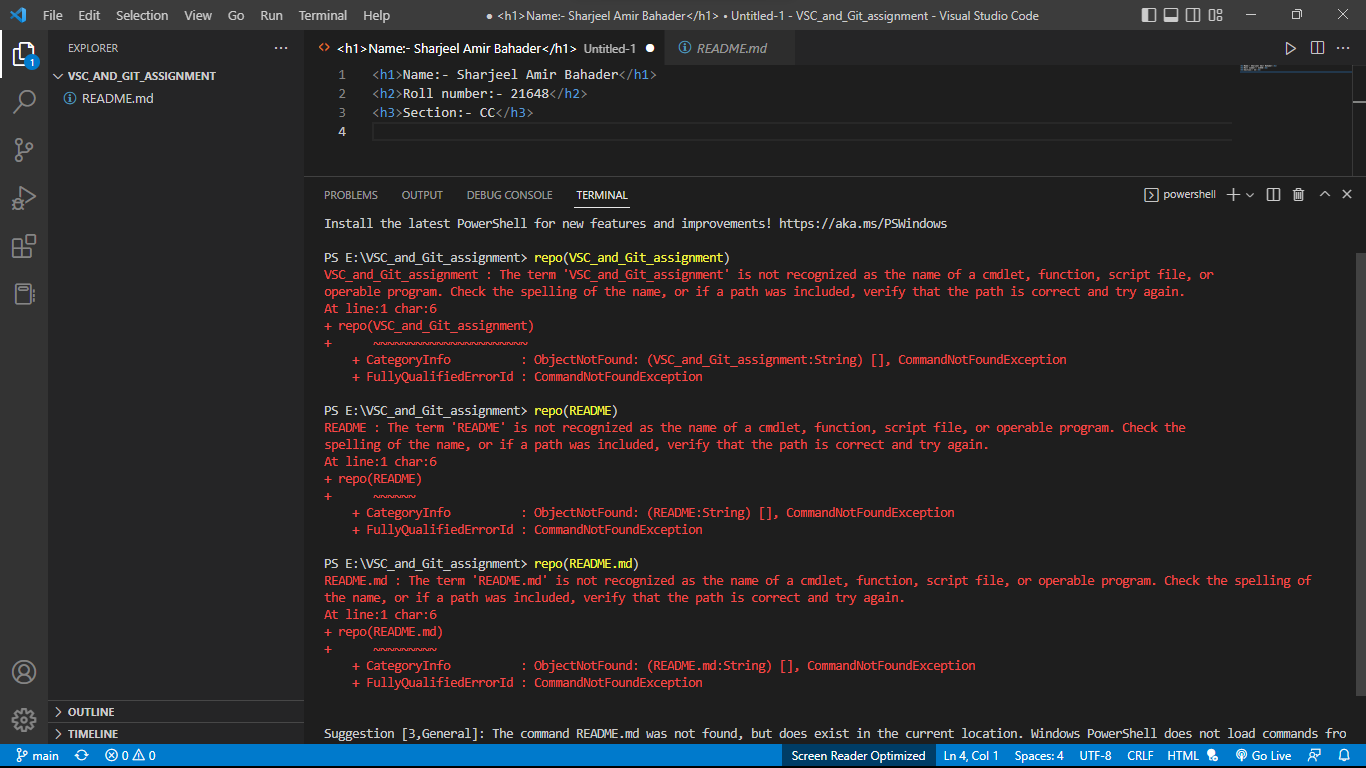 File Edit Selection View Go Run Terminal Help
● <h1>Name:- Sharjeel Amir Bahader</h1> • Untitled-1 - VSC_and_Git_assignment - Visual Studio Code
EXPLORER ···
1
VSC_AND_GIT_ASSIGNMENT
README.md
<h1>Name:- Sharjeel Amir Bahader</h1> Untitled-1 ●
README.md
1 <h1>Name:- Sharjeel Amir Bahader</h1>
2 <h2>Roll number:- 21648</h2>
3 <h3>Section:- CC</h3>
4
PROBLEMS OUTPUT DEBUG CONSOLE TERMINAL
powershell
Install the latest PowerShell for new features and improvements! https://aka.ms/PSWindows
PS E:\VSC_and_Git_assignment> repo(VSC_and_Git_assignment)
VSC_and_Git_assignment : The term 'VSC_and_Git_assignment' is not recognized as the name of a cmdlet, function, script file, or
operable program. Check the spelling of the name, or if a path was included, verify that the path is correct and try again.
At line:1 char:6
+ repo(VSC_and_Git_assignment)
+      ~~~~~~~~~~~~~~~~~~~~~~
    + CategoryInfo          : ObjectNotFound: (VSC_and_Git_assignment:String) [], CommandNotFoundException
    + FullyQualifiedErrorId : CommandNotFoundException
PS E:\VSC_and_Git_assignment> repo(README)
README : The term 'README' is not recognized as the name of a cmdlet, function, script file, or operable program. Check the
spelling of the name, or if a path was included, verify that the path is correct and try again.
At line:1 char:6
+ repo(README)
+      ~~~~~~
    + CategoryInfo          : ObjectNotFound: (README:String) [], CommandNotFoundException
    + FullyQualifiedErrorId : CommandNotFoundException
PS E:\VSC_and_Git_assignment> repo(README.md)
README.md : The term 'README.md' is not recognized as the name of a cmdlet, function, script file, or operable program. Check the spelling of
the name, or if a path was included, verify that the path is correct and try again.
At line:1 char:6
+ repo(README.md)
+      ~~~~~~~~~
    + CategoryInfo          : ObjectNotFound: (README.md:String) [], CommandNotFoundException
    + FullyQualifiedErrorId : CommandNotFoundException
Suggestion [3,General]: The command README.md was not found, but does exist in the current location. Windows PowerShell does not load commands fro
OUTLINE
TIMELINE
main 0 0 Screen Reader Optimized Ln 4, Col 1 Spaces: 4 UTF-8 CRLF HTML Go Live